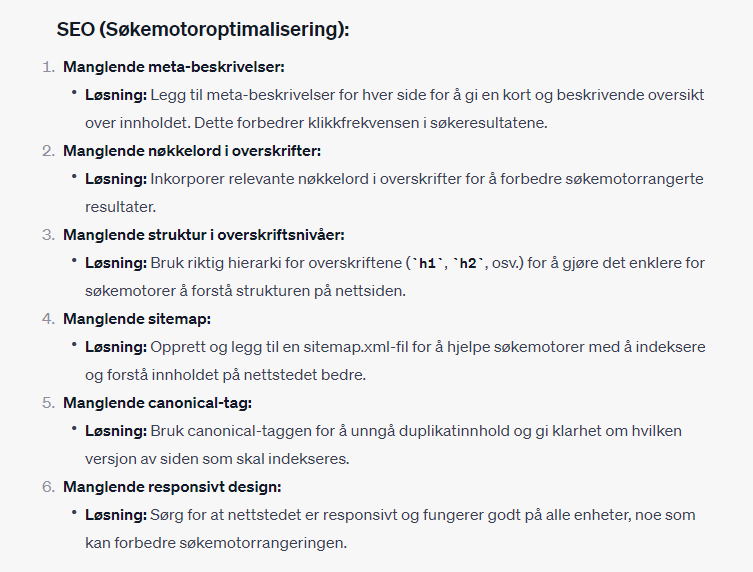 SEO (Søkemotoroptimalisering):
1. Manglende meta-beskrivelser:
• Løsning: Legg til meta-beskrivelser for hver side for å gi en kort og beskrivende oversikt
over innholdet. Dette forbedrer klikkfrekvensen i søkeresultatene.
2. Manglende nøkkelord i overskrifter:
• Løsning: Inkorporer relevante nøkkelord i overskrifter for å forbedre søkemotorrangerte
resultater.
3. Manglende struktur i overskriftsnivåer:
• Løsning: Bruk riktig hierarki for overskriftene (`h1`, `h2`, osv.) for å gjøre det enklere for
søkemotorer å forstå strukturen på nettsiden.
4. Manglende sitemap:
• Løsning: Opprett og legg til en sitemap.xml-fil for å hjelpe søkemotorer med å indeksere
og forstå innholdet på nettstedet bedre.
5. Manglende canonical-tag:
• Løsning: Bruk canonical-taggen for å unngå duplikatinnhold og gi klarhet om hvilken
versjon av siden som skal indekseres.
6. Manglende responsivt design:
• Løsning: Sørg for at nettstedet er responsivt og fungerer godt på alle enheter, noe som
kan forbedre søkemotorrangeringen.